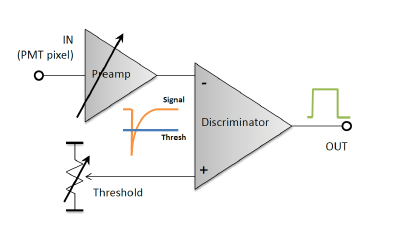 IN
(PMT pixel)
Preamp
Signal
Thresh
-
Discriminator
+
OUT
Threshold